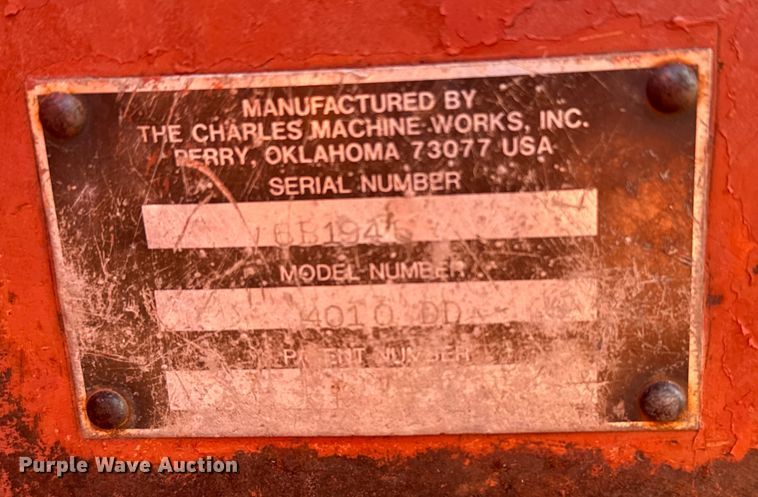 MANUFACTURED BY
THE CHARLES MACHINE WORKS, INC.
PERRY, OKLAHOMA 73077 USA
SERIAL NUMBER
MODEL NUMBER
4010 DD
PATENT NUMBER
Purple Wave Auction